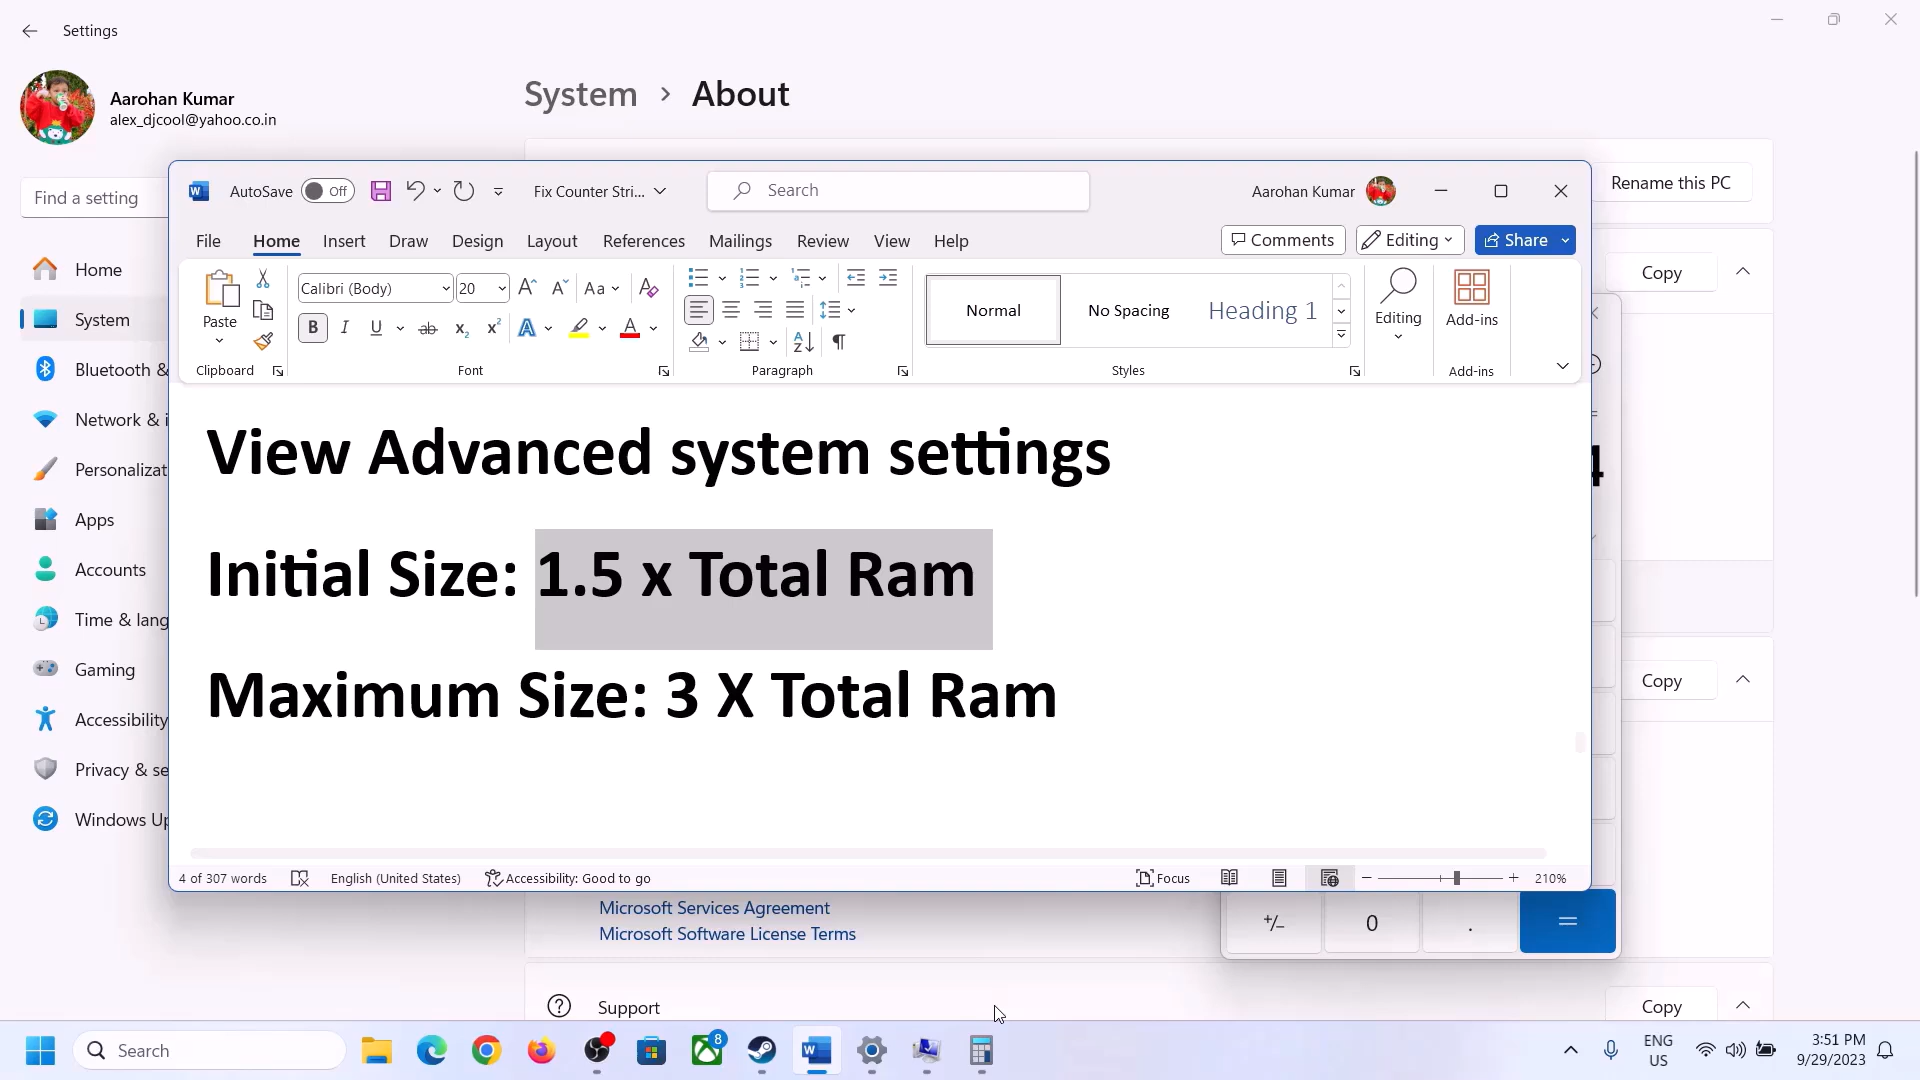 Settings
Aarohan Kumar
alex_djcool@yahoo.co.in
System > About
Rename this PC
Find a setting
Home
System
Bluetooth &
Network & i
Personalizat
Apps
Accounts
Time & lang
Gaming
Accessibility
Privacy & se
Windows Up
Copy
Copy
AutoSave Off
Fix Counter Stri...
Search
Aarohan Kumar
File Home Insert Draw Design Layout References Mailings Review View Help
Comments
Editing
Share
Paste
Calibri (Body) 20
Normal
No Spacing
Heading 1
Editing
Add-ins
Clipboard
Font
Paragraph
Styles
Add-ins
View Advanced system settings
Initial Size: 1.5 x Total Ram
Maximum Size: 3 X Total Ram
4 of 307 words
English (United States)
Accessibility: Good to go
Focus
210%
Microsoft Services Agreement
Microsoft Software License Terms
+/- 0 . =
Support
Copy
Search
8
ENG
US
3:51 PM
9/29/2023